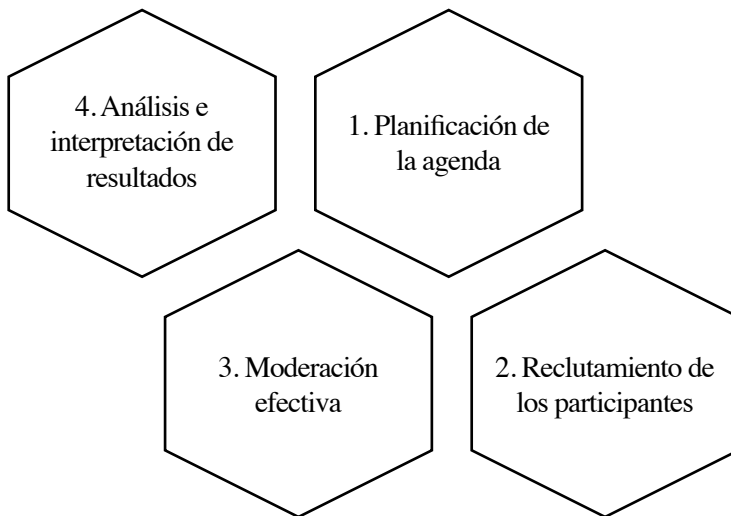 4. Análisis e
interpretación de
resultados
1. Planificación de
la agenda
3. Moderación
efectiva
2. Reclutamiento de
los participantes